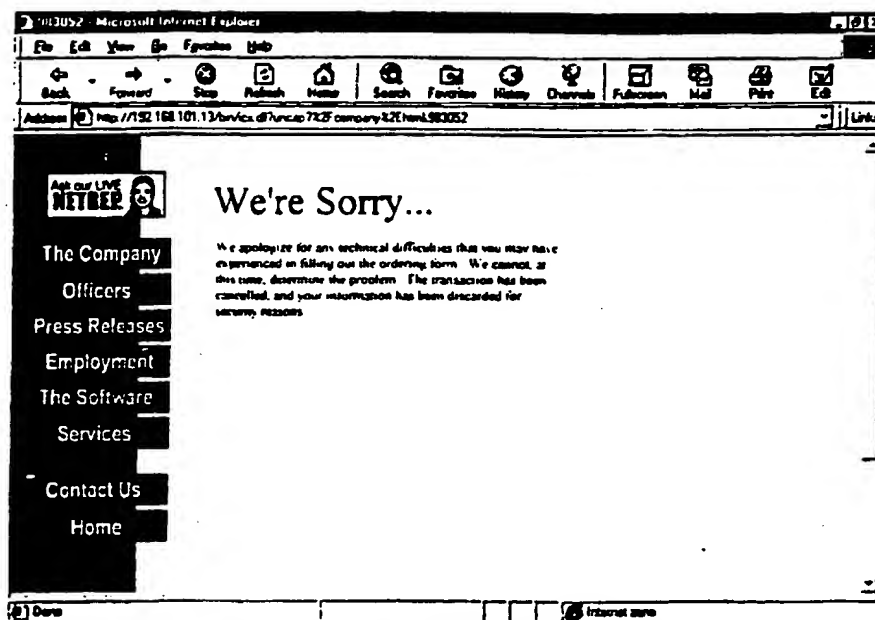 983052 - Microsoft Internet Explorer
File Edit View Go Favorites Help
Back Forward Stop Refresh Home Search Favorites History Channels Fullscreen Mail Print Edit
Address Links
Ask our LIVE
NETREP
We're Sorry...
We apologize for any technical difficulties that you may have
experienced in filling out the ordering form. We cannot, at
this time, determine the problem. The transaction has been
cancelled, and your information has been discarded for
security reasons
The Company
Officers
Press Releases
Employment
The Software
Services
Contact Us
Home
Done Internet zone